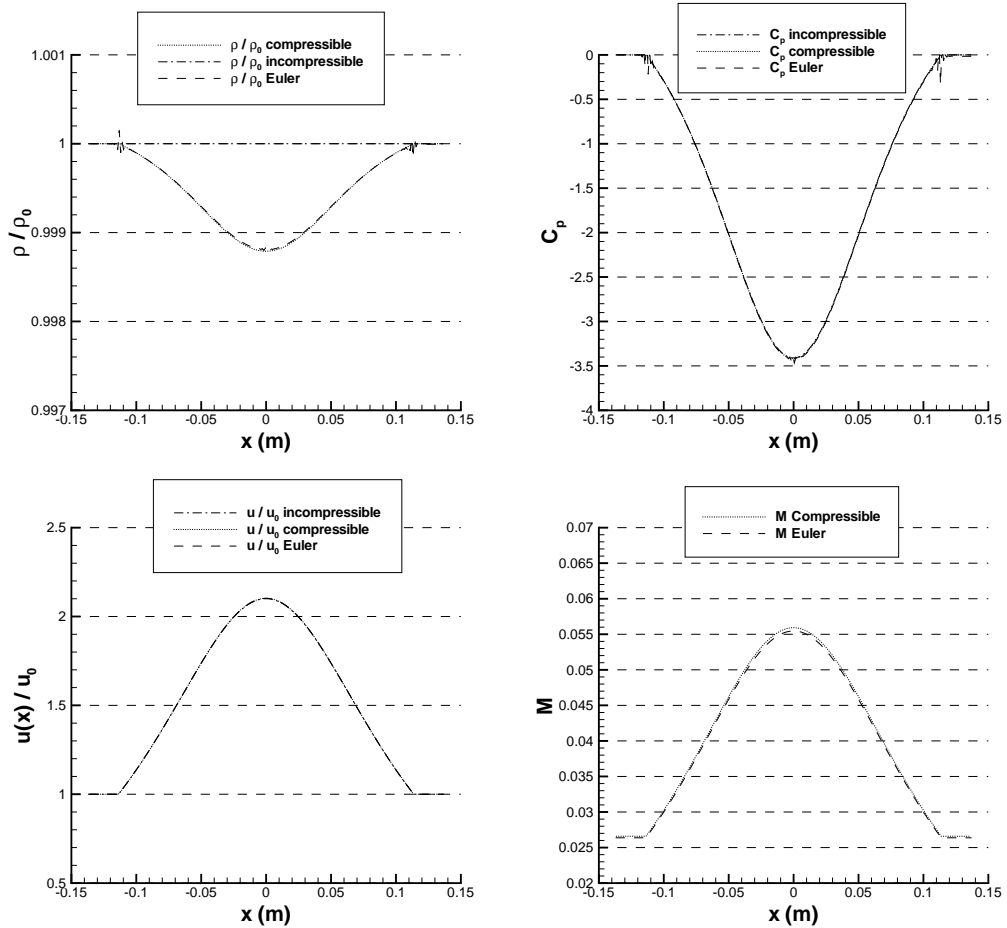 ρ / ρ₀ compressible
ρ / ρ₀ incompressible
ρ / ρ₀ Euler
1.001
1
0.999
0.998
0.997
ρ / ρ₀
-0.15 -0.1 -0.05 0 0.05 0.1 0.15
x (m)
Cₚ incompressible
Cₚ compressible
Cₚ Euler
0
-0.5
-1
-1.5
-2
-2.5
-3
-3.5
-4
Cₚ
-0.15 -0.1 -0.05 0 0.05 0.1 0.15
x (m)
u / u₀ incompressible
u / u₀ compressible
u / u₀ Euler
2.5
2
1.5
1
0.5
u(x) / u₀
-0.15 -0.1 -0.05 0 0.05 0.1 0.15
x (m)
M Compressible
M Euler
0.07
0.065
0.06
0.055
0.05
0.045
0.04
0.035
0.03
0.025
0.02
M
-0.15 -0.1 -0.05 0 0.05 0.1 0.15
x (m)